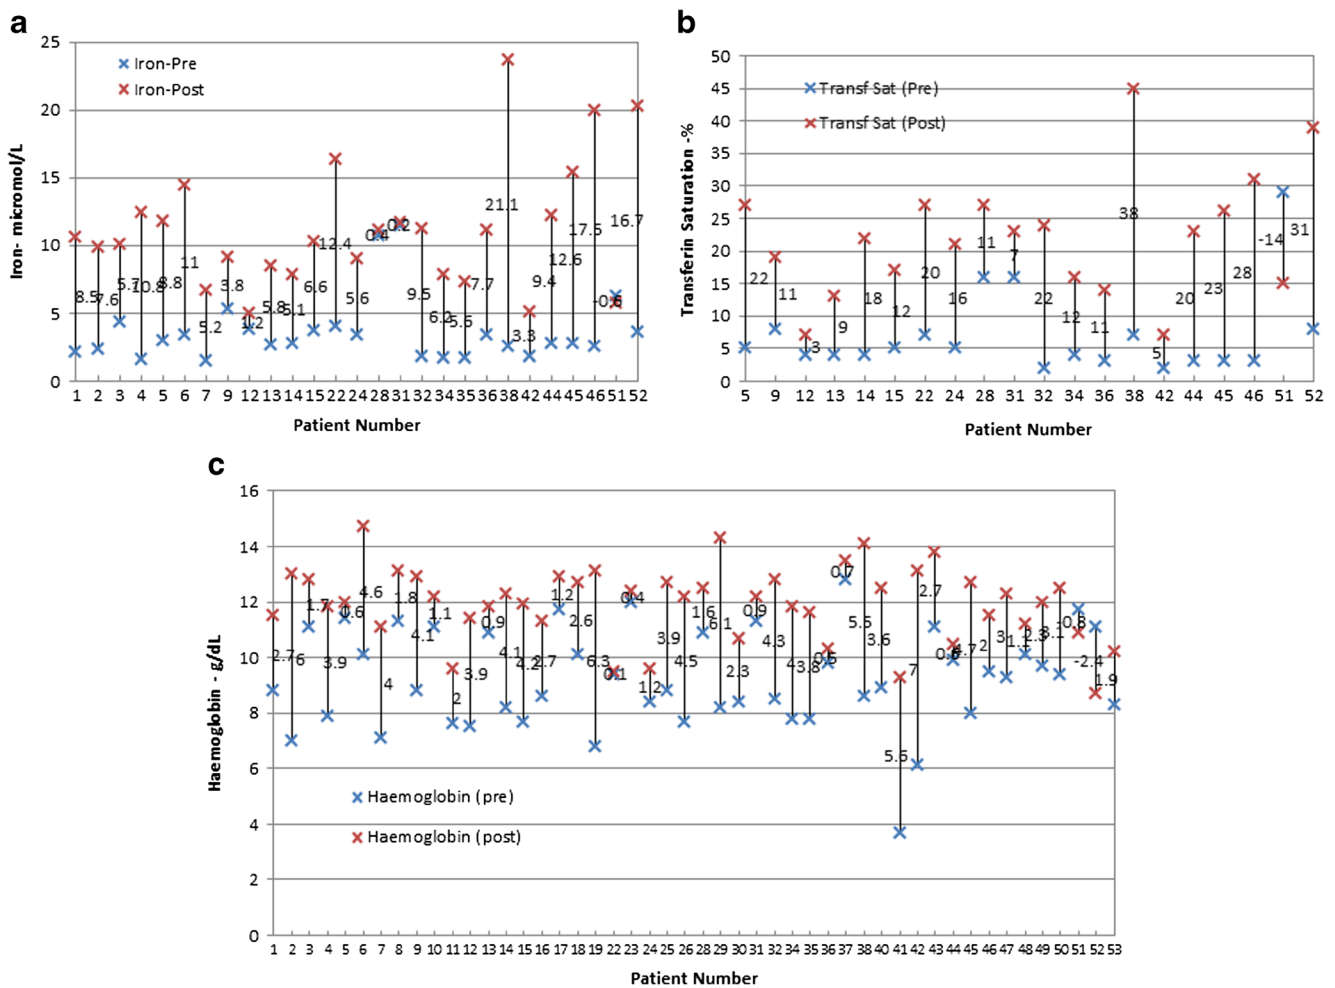 a
Iron- micromol/L
25
20
15
10
5
0
Iron-Pre
Iron-Post
8.5 7.6 5.7 10.8 8.8 11 5.2 3.8 1.2 5.8 5.1 6.6 12.4 5.6 0.4 0.2 9.5 6.2 5.6 7.7 21.1 3.3 9.4 12.6 17.5 -0.5 16.7
1 2 3 4 5 6 7 9 12 13 14 15 22 24 28 31 32 34 35 36 38 42 44 45 46 51 52
Patient Number
b
Transferin Saturation -%
50
45
40
35
30
25
20
15
10
5
0
Transf Sat (Pre)
Transf Sat (Post)
22 11 3 9 18 12 20 16 11 7 22 12 11 38 5 20 23 28 -14 31
5 9 12 13 14 15 22 24 28 31 32 34 36 38 42 44 45 46 51 52
Patient Number
c
Haemoglobin - g/dL
16
14
12
10
8
6
4
2
0
2.7 6 1.7 3.9 0.6 4.6 4 1.8 4.1 1.1 2 3.9 0.9 4.1 4.2 2.7 1.2 2.6 6.3 0.1 0.4 1.2 3.9 4.5 1.6 6.1 2.3 0.9 4.3 4 3.8 0.5 0.7 5.5 3.6 5.6 7 2.7 4.7 2 3 1.1 2.3 3.1 -0.8 -2.4 1.9
Haemoglobin (pre)
Haemoglobin (post)
1 2 3 4 5 6 7 8 9 10 11 12 13 14 15 16 17 18 19 22 23 24 25 26 28 29 30 31 32 34 35 36 37 38 40 41 42 43 44 45 46 47 48 49 50 51 52 53
Patient Number